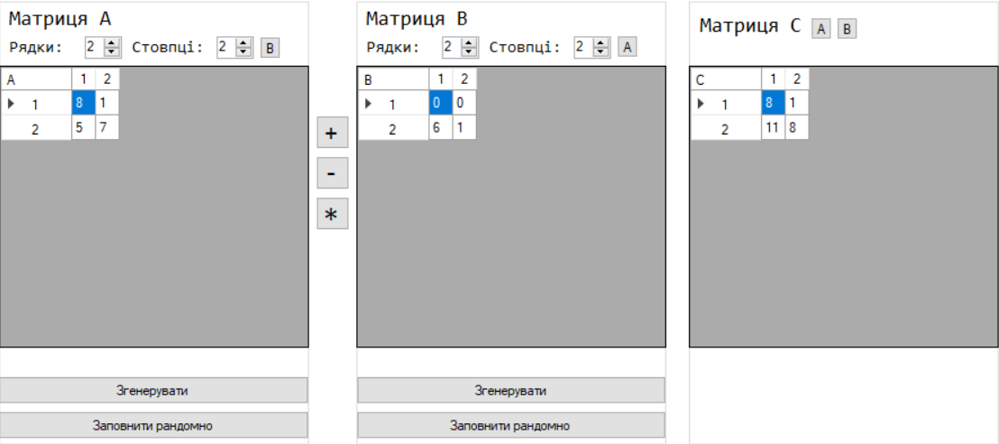 Матриця А
Рядки: 2 Стовпці: 2 B
A 1 2
1 8 1
2 5 7
+
-
*
Матриця B
Рядки: 2 Стовпці: 2 A
B 1 2
1 0 0
2 6 1
Матриця C A B
C 1 2
1 8 1
2 11 8
Згенерувати
Заповнити рандомно
Згенерувати
Заповнити рандомно